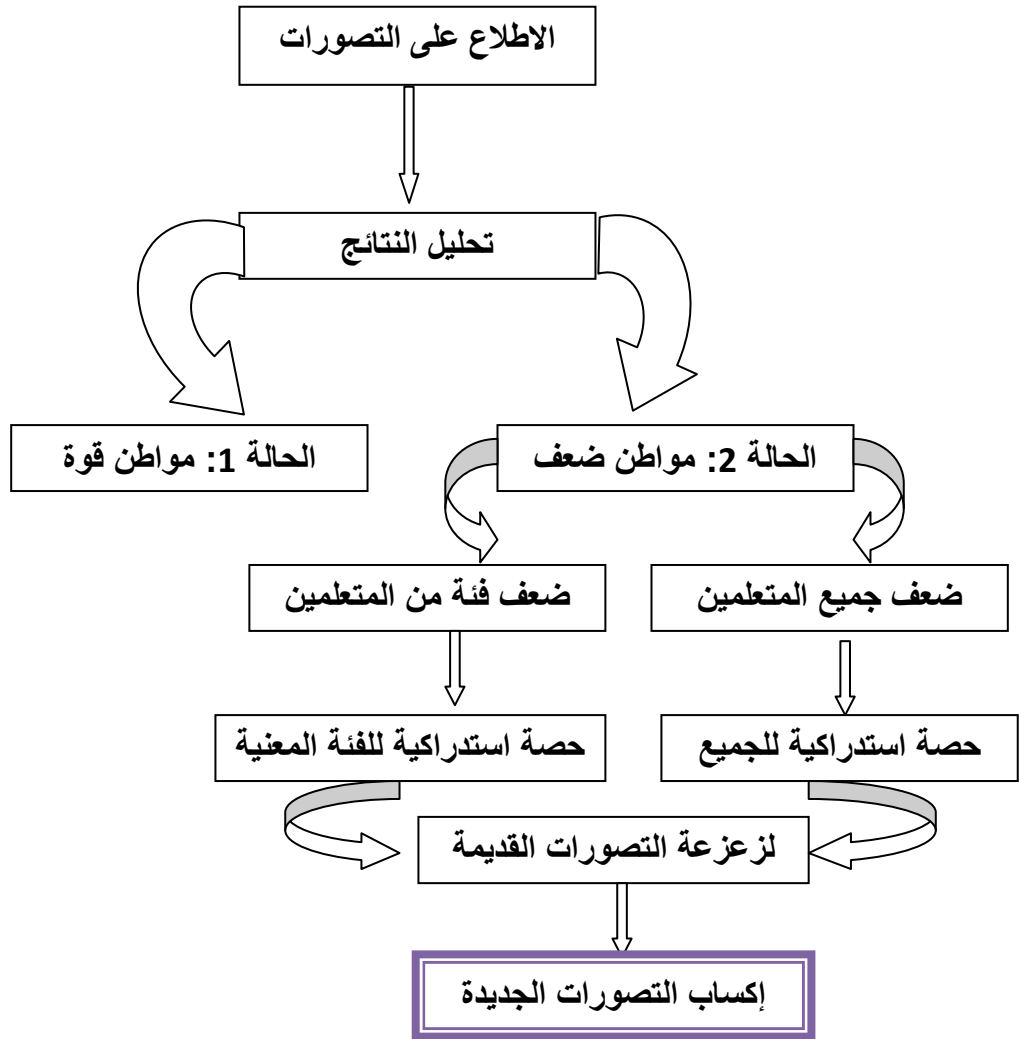 الاطلاع على التصورات
تحليل النتائج
الحالة 2: مواطن ضعف
الحالة 1: مواطن قوة
ضعف جميع المتعلمين
ضعف فئة من المتعلمين
حصة استدراكية للجميع
حصة استدراكية للفئة المعنية
لزعزعة التصورات القديمة
إكساب التصورات الجديدة